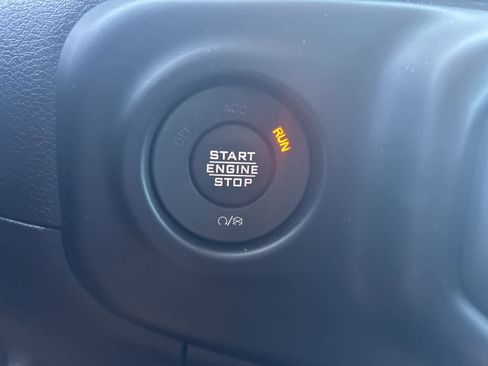 OFF
ACC
RUN
START
ENGINE
STOP